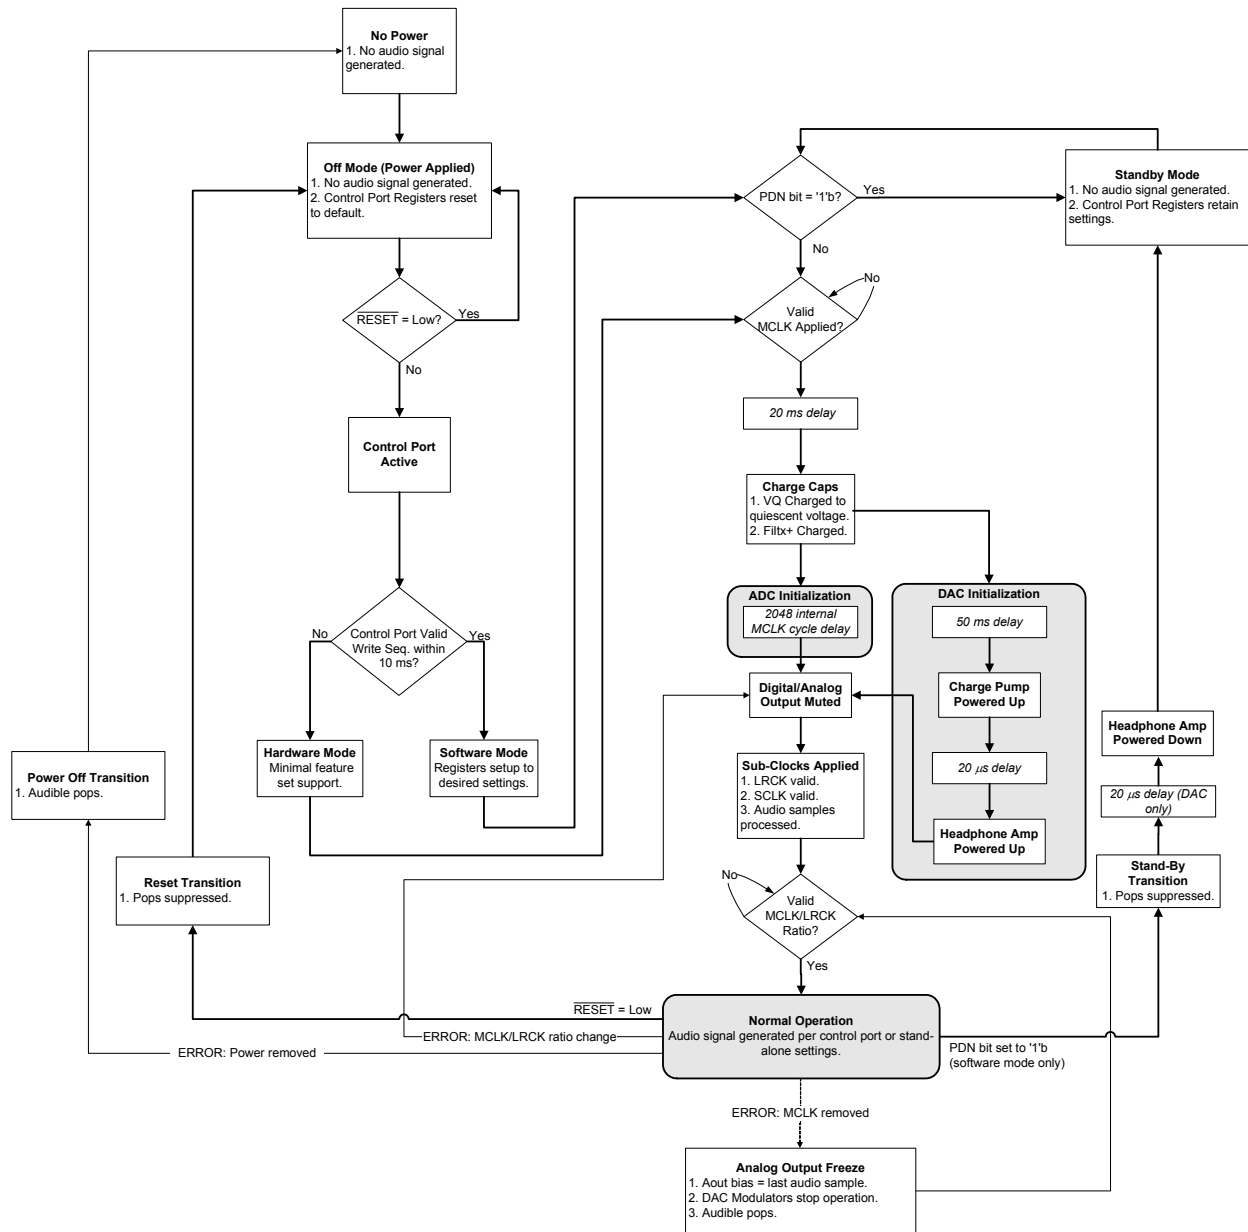 No Power
1. No audio signal
generated.
Off Mode (Power Applied)
1. No audio signal generated.
2. Control Port Registers reset
to default.
RESET = Low?
Yes
No
Control Port
Active
Control Port Valid
Write Seq. within
10 ms?
No
Yes
Hardware Mode
Minimal feature
set support.
Software Mode
Registers setup to
desired settings.
Power Off Transition
1. Audible pops.
Reset Transition
1. Pops suppressed.
PDN bit = '1'b?
Yes
No
Standby Mode
1. No audio signal generated.
2. Control Port Registers retain
settings.
Valid
MCLK Applied?
No
20 ms delay
Charge Caps
1. VQ Charged to
quiescent voltage.
2. Filtx+ Charged.
ADC Initialization
2048 internal
MCLK cycle delay
DAC Initialization
50 ms delay
Charge Pump
Powered Up
20 μs delay
Headphone Amp
Powered Up
Digital/Analog
Output Muted
Sub-Clocks Applied
1. LRCK valid.
2. SCLK valid.
3. Audio samples
processed.
No
Valid
MCLK/LRCK
Ratio?
Yes
Headphone Amp
Powered Down
20 μs delay (DAC
only)
Stand-By
Transition
1. Pops suppressed.
RESET = Low
ERROR: MCLK/LRCK ratio change
ERROR: Power removed
Normal Operation
Audio signal generated per control port or stand-
alone settings.
PDN bit set to '1'b
(software mode only)
ERROR: MCLK removed
Analog Output Freeze
1. Aout bias = last audio sample.
2. DAC Modulators stop operation.
3. Audible pops.